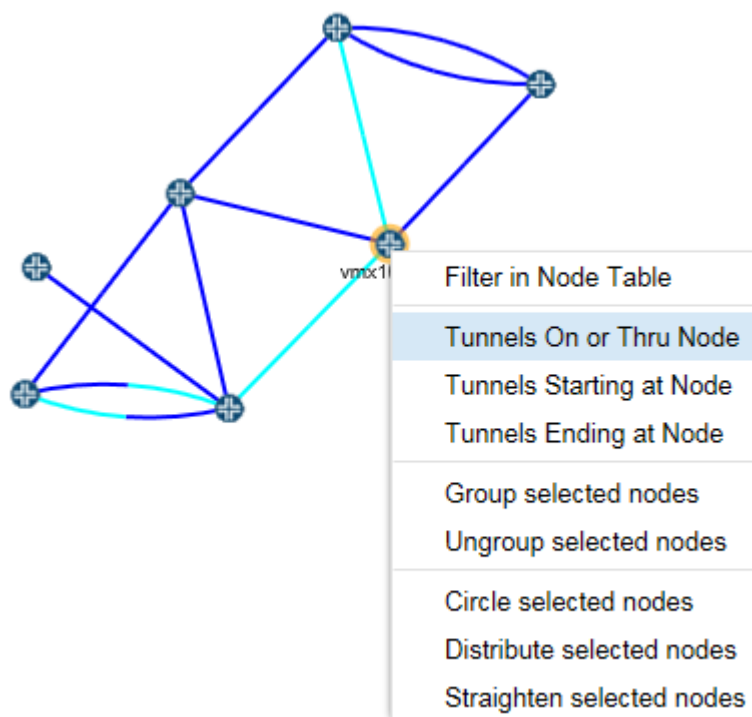 vmx1
Filter in Node Table
Tunnels On or Thru Node
Tunnels Starting at Node
Tunnels Ending at Node
Group selected nodes
Ungroup selected nodes
Circle selected nodes
Distribute selected nodes
Straighten selected nodes